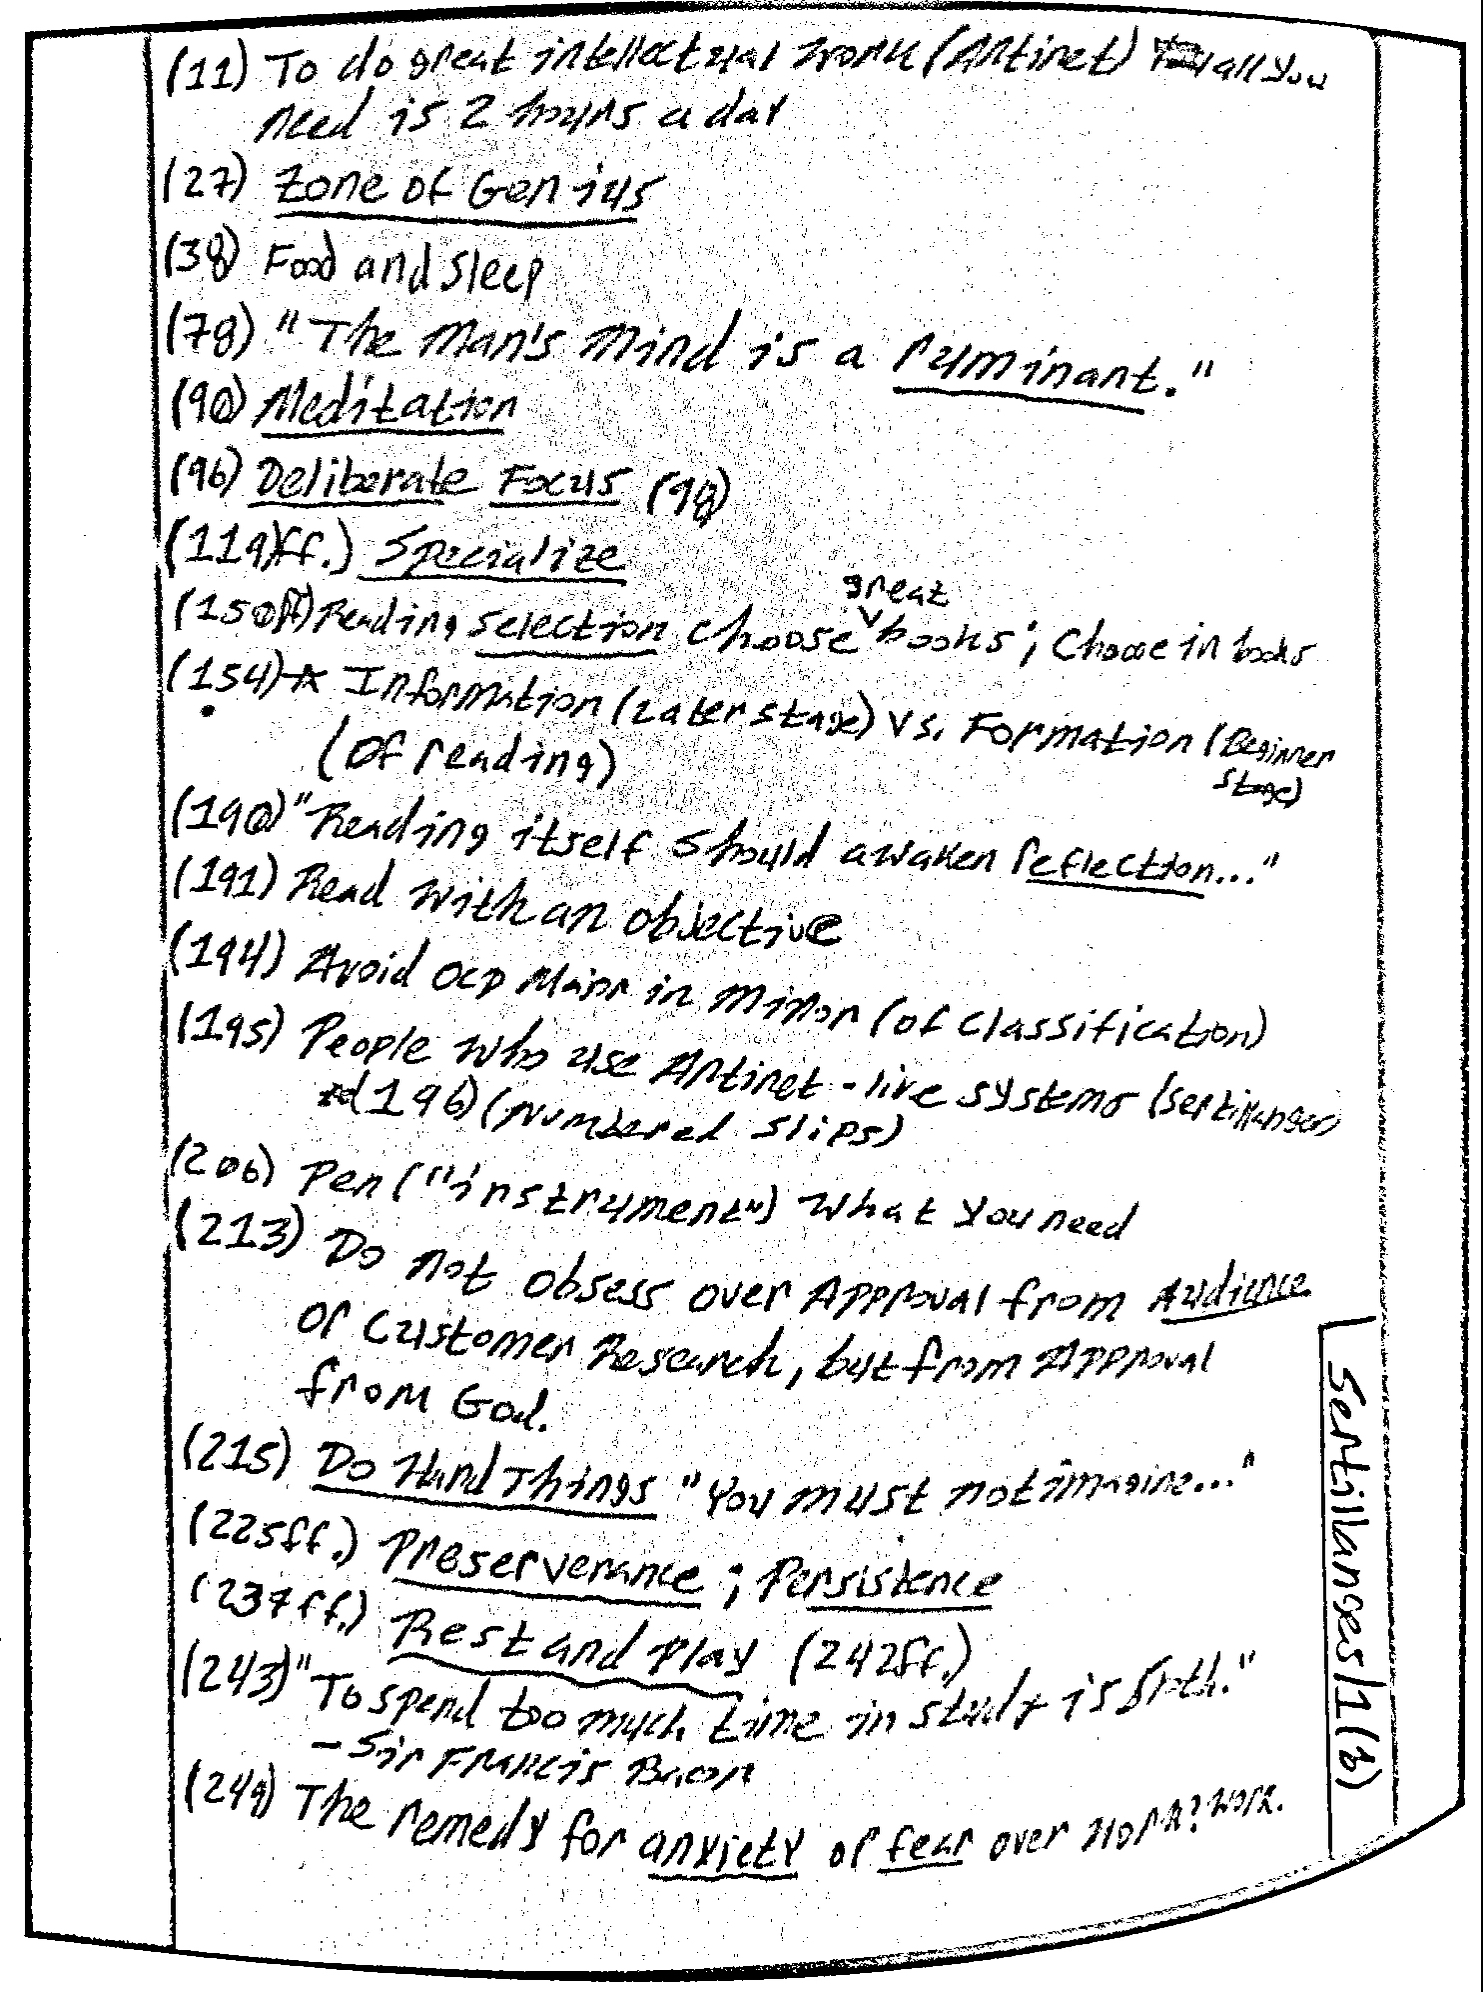 (11) To do great intellectual work (Antinet) all you
need is 2 hours a day
(27) Zone of Genius
(38) Food and Sleep
(78) "The Man's Mind is a ruminant."
(90) Meditation
(96) Deliberate Focus (98)
(119)ff.) Specialize
great
(150ff) Reading selection choose books; Choose in books
(154) ☆ Information (Later stage) vs. Formation (Beginner
stage)
(of reading)
(190) "Reading itself should awaken reflection..."
(191) Read with an objective
(194) Avoid OCD Major in Minor (of Classification)
(195) People who use Antinet-like systems (Sertillanges)
(196) (numbered slips)
(206) Pen ("instrument") What you need
(213) Do not obsess over Approval from Audience
or Customer Research, but from Approval
from God.
(215) Do Hard Things "You must not imagine..."
(225ff.) Preserverance; Persistence
(237ff.) Rest and Play (242ff.)
(243) "To spend too much time in study is sloth."
- Sir Francis Bacon
(249) The remedy for anxiety of fear over work? Work.
Sertillanges/1(b)